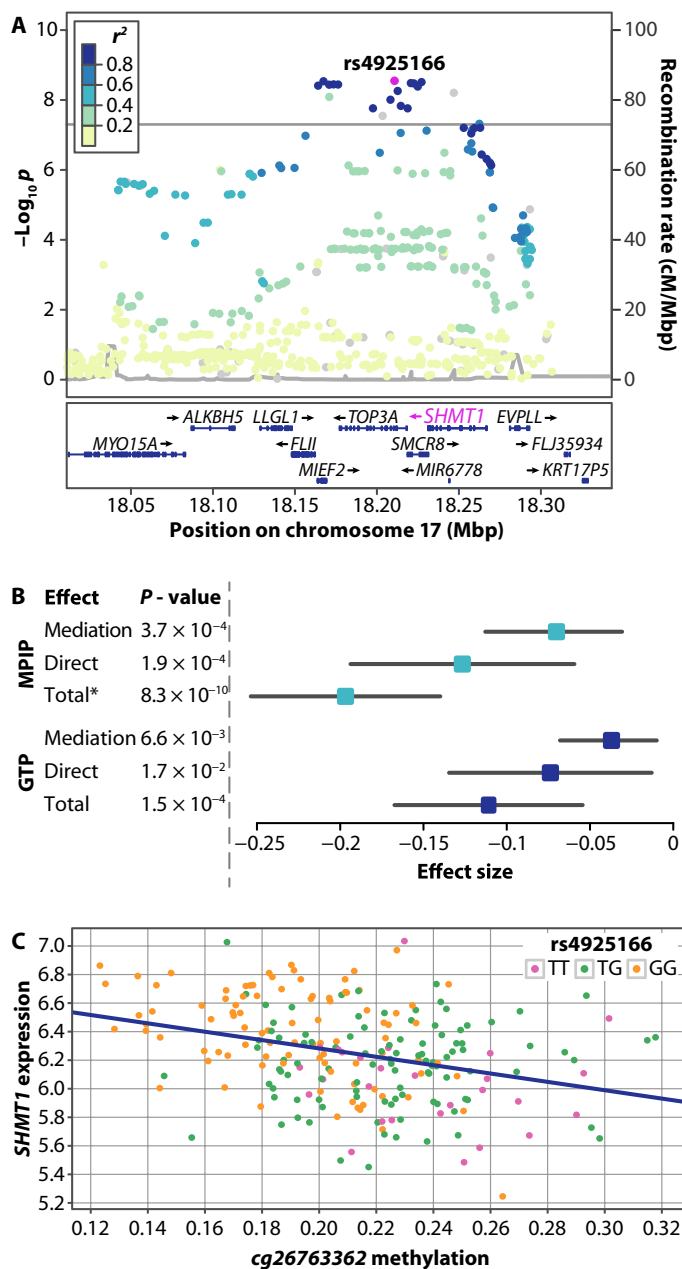 A
r²
0.8
0.6
0.4
0.2
rs4925166
10
8
6
4
2
0
–Log₁₀ p
100
80
60
40
20
0
Recombination rate (cM/Mbp)
ALKBH5 LLGL1 TOP3A SHMT1 EVPLL
MYO15A FLII SMCR8 FLJ35934
MIEF2 MIR6778 KRT17P5
18.05 18.10 18.15 18.20 18.25 18.30
Position on chromosome 17 (Mbp)
B Effect P - value
MPIP
Mediation 3.7 × 10⁻⁴
Direct 1.9 × 10⁻⁴
Total* 8.3 × 10⁻¹⁰
GTP
Mediation 6.6 × 10⁻³
Direct 1.7 × 10⁻²
Total 1.5 × 10⁻⁴
−0.25 −0.2 −0.15 −0.1 −0.05 0
Effect size
C
rs4925166
TT TG GG
7.0
6.8
6.6
6.4
6.2
6.0
5.8
5.6
5.4
5.2
SHMT1 expression
0.12 0.14 0.16 0.18 0.20 0.22 0.24 0.26 0.28 0.30 0.32
cg26763362 methylation